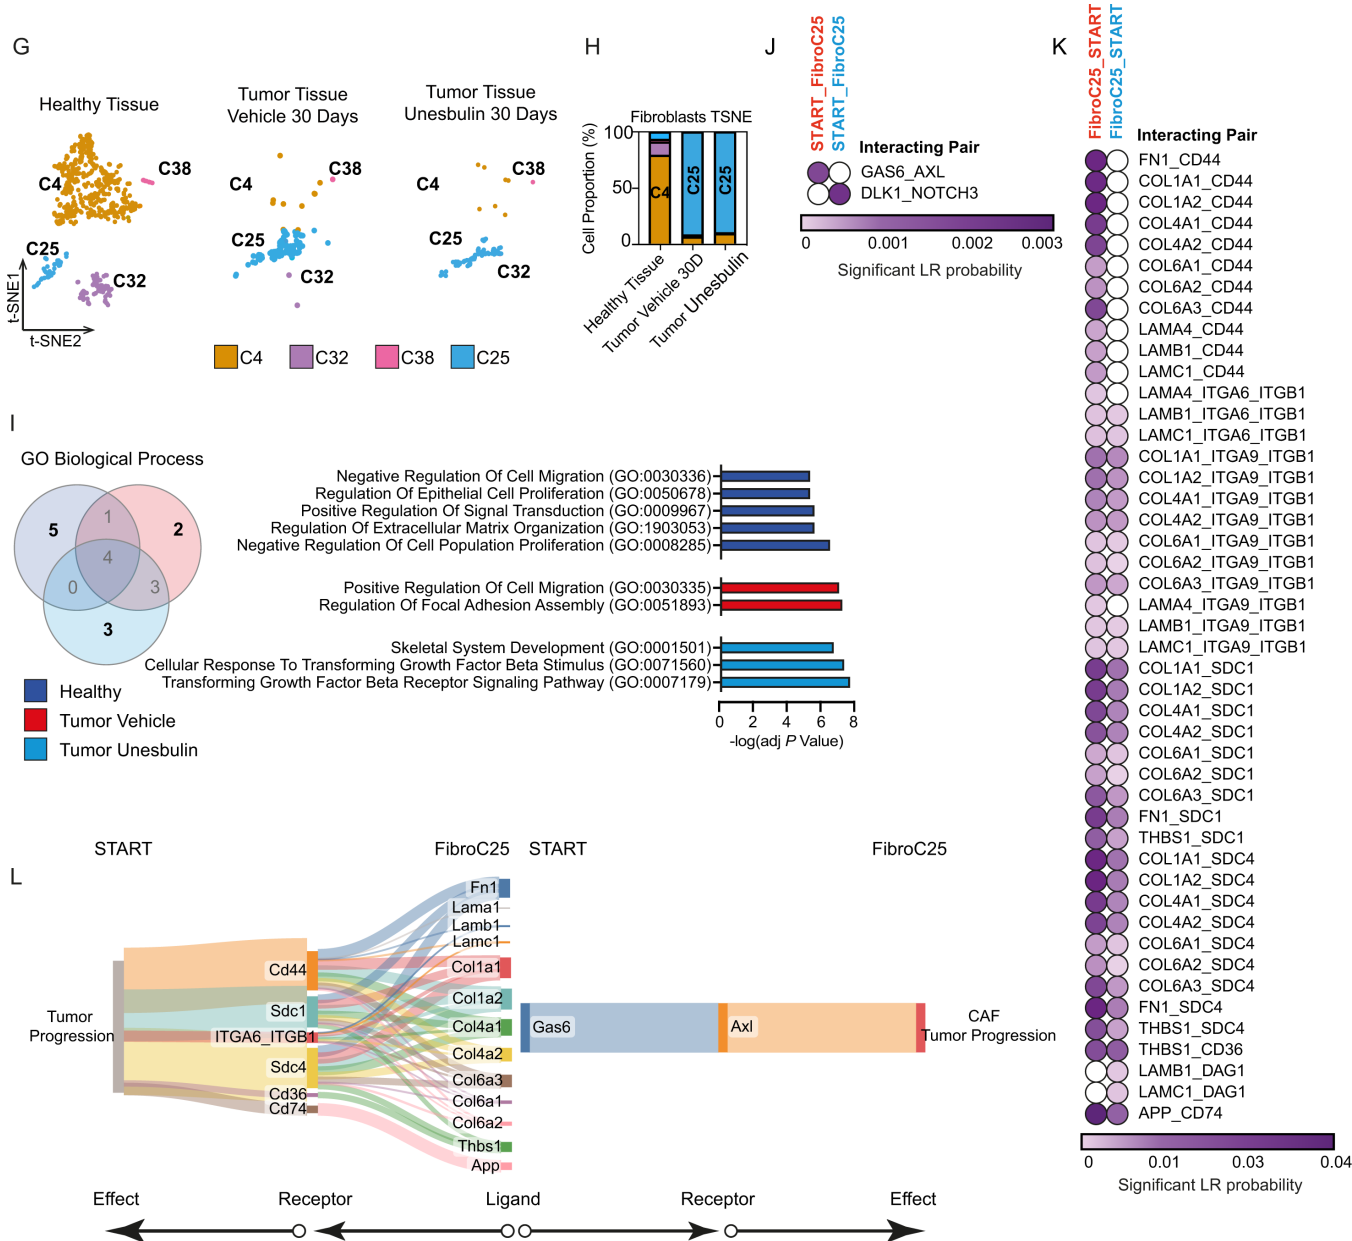 G
Healthy Tissue
Tumor Tissue
Vehicle 30 Days
Tumor Tissue
Unesbulin 30 Days
C4
C38
C25
C32
C4
C38
C25
C32
C4
C38
C25
C32
t-SNE1
t-SNE2
C4
C32
C38
C25
H
Fibroblasts TSNE
Cell Proportion (%)
100
50
0
C4
C25
C25
Healthy Tissue
Tumor Vehicle 30D
Tumor Unesbulin
I
GO Biological Process
5
1
2
4
0
3
3
Healthy
Tumor Vehicle
Tumor Unesbulin
Negative Regulation Of Cell Migration (GO:0030336)
Regulation Of Epithelial Cell Proliferation (GO:0050678)
Positive Regulation Of Signal Transduction (GO:0009967)
Regulation Of Extracellular Matrix Organization (GO:1903053)
Negative Regulation Of Cell Population Proliferation (GO:0008285)
Positive Regulation Of Cell Migration (GO:0030335)
Regulation Of Focal Adhesion Assembly (GO:0051893)
Skeletal System Development (GO:0001501)
Cellular Response To Transforming Growth Factor Beta Stimulus (GO:0071560)
Transforming Growth Factor Beta Receptor Signaling Pathway (GO:0007179)
0 2 4 6 8
-log(adj P Value)
J
START_FibroC25
START_FibroC25
Interacting Pair
GAS6_AXL
DLK1_NOTCH3
0 0.001 0.002 0.003
Significant LR probability
K
FibroC25_START
FibroC25_START
Interacting Pair
FN1_CD44
COL1A1_CD44
COL1A2_CD44
COL4A1_CD44
COL4A2_CD44
COL6A1_CD44
COL6A2_CD44
COL6A3_CD44
LAMA4_CD44
LAMB1_CD44
LAMC1_CD44
LAMA4_ITGA6_ITGB1
LAMB1_ITGA6_ITGB1
LAMC1_ITGA6_ITGB1
COL1A1_ITGA9_ITGB1
COL1A2_ITGA9_ITGB1
COL4A1_ITGA9_ITGB1
COL4A2_ITGA9_ITGB1
COL6A1_ITGA9_ITGB1
COL6A2_ITGA9_ITGB1
COL6A3_ITGA9_ITGB1
LAMA4_ITGA9_ITGB1
LAMB1_ITGA9_ITGB1
LAMC1_ITGA9_ITGB1
COL1A1_SDC1
COL1A2_SDC1
COL4A1_SDC1
COL4A2_SDC1
COL6A1_SDC1
COL6A2_SDC1
COL6A3_SDC1
FN1_SDC1
THBS1_SDC1
COL1A1_SDC4
COL1A2_SDC4
COL4A1_SDC4
COL4A2_SDC4
COL6A1_SDC4
COL6A2_SDC4
COL6A3_SDC4
FN1_SDC4
THBS1_SDC4
THBS1_CD36
LAMB1_DAG1
LAMC1_DAG1
APP_CD74
0 0.01 0.03 0.04
Significant LR probability
L
START
FibroC25
START
FibroC25
Tumor
Progression
Cd44
Sdc1
ITGA6_ITGB1
Sdc4
Cd36
Cd74
Fn1
Lama1
Lamb1
Lamc1
Col1a1
Col1a2
Col4a1
Col4a2
Col6a3
Col6a1
Col6a2
Thbs1
App
Gas6
Axl
CAF
Tumor Progression
Effect
Receptor
Ligand
Receptor
Effect